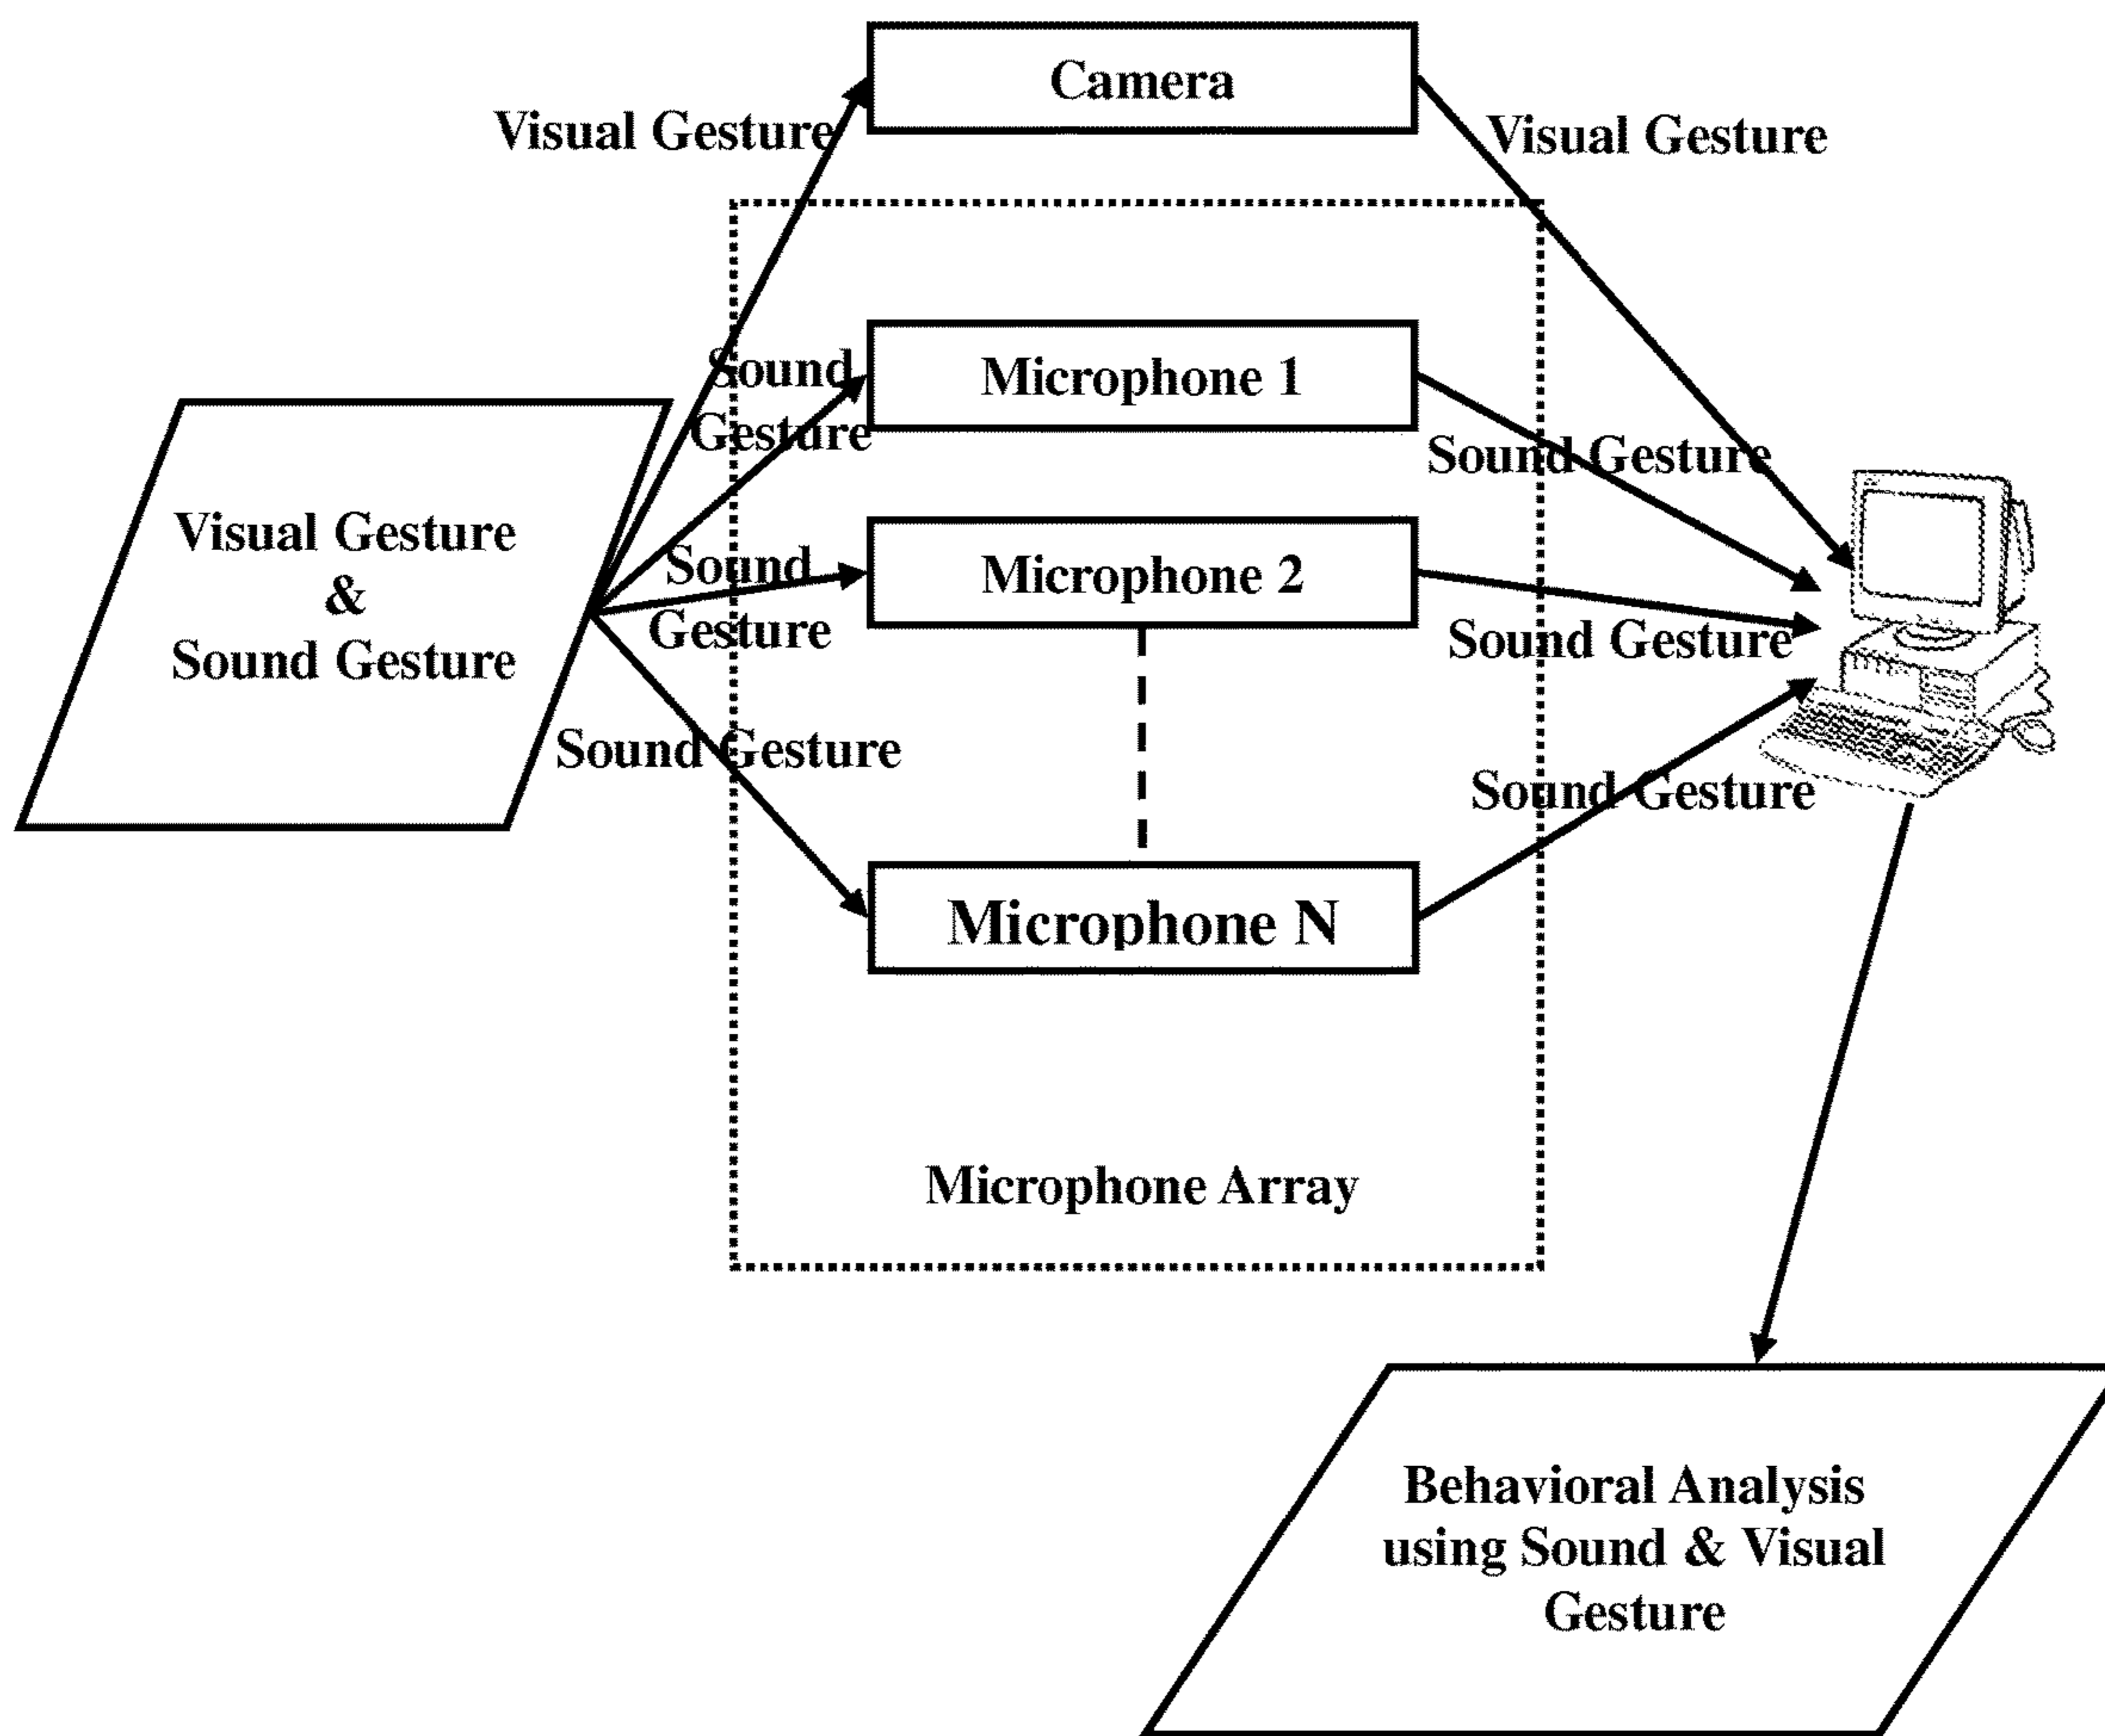 Camera
Visual Gesture
Visual Gesture
Sound
Gesture
Microphone 1
Sound Gesture
Visual Gesture
&
Sound Gesture
Sound
Gesture
Microphone 2
Sound Gesture
Sound Gesture
Sound Gesture
Microphone N
Microphone Array
Behavioral Analysis
using Sound & Visual
Gesture